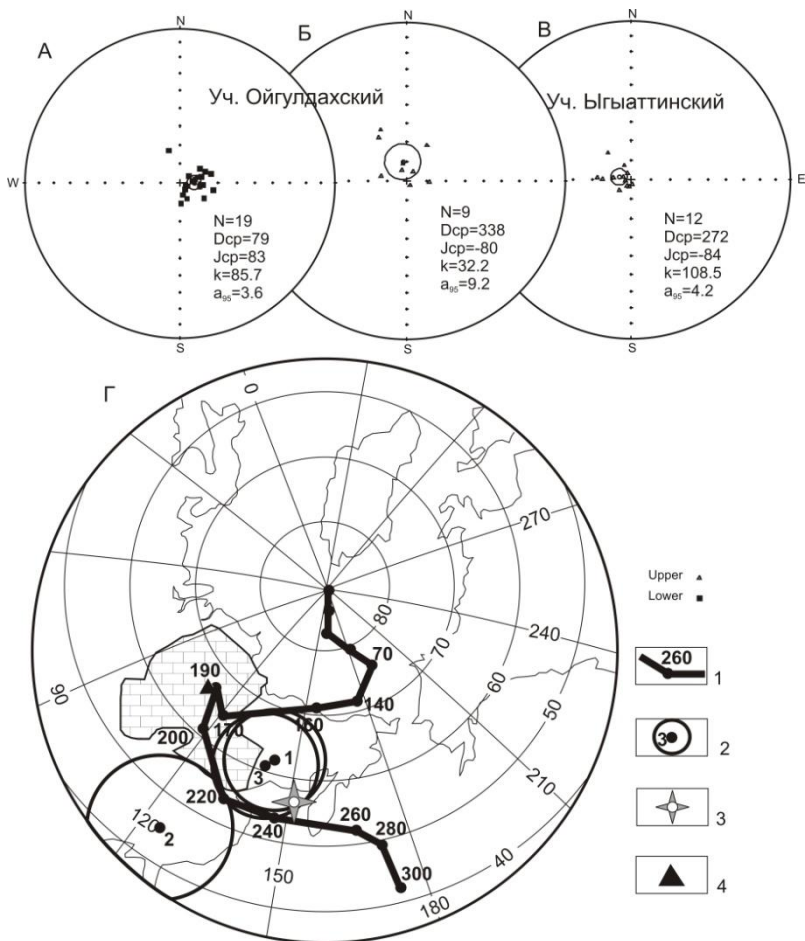 А
N
W
S
N=19
Dср=79
Jср=83
k=85.7
a₉₅=3.6
Уч. Ойгулдахский
Б
N
S
N=9
Dср=338
Jср=-80
k=32.2
a₉₅=9.2
В
N
Уч. Ыгыаттинский
E
S
N=12
Dср=272
Jср=-84
k=108.5
a₉₅=4.2
Г
0
270
240
210
180
150
120
90
80
70
60
50
40
70
140
160
170
190
200
220
240
260
280
300
1
3
2
Upper
Lower
260
1
3
2
3
4